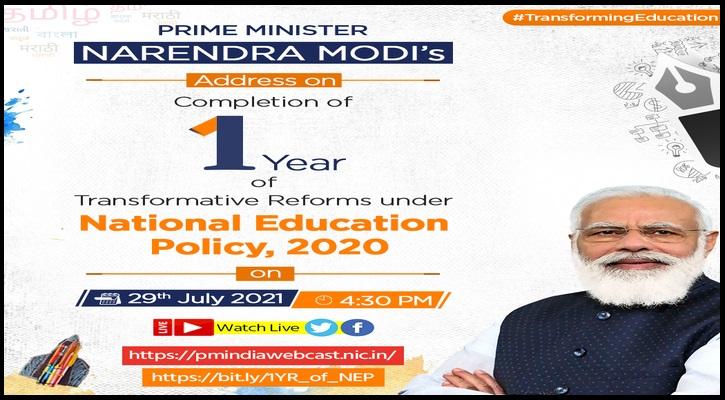 தமிழ்
मराठी
বাংলা
मराठी
#TransformingEducation
PRIME MINISTER
NARENDRA MODI's
Address on
Completion of
1 Year
of
Transformative Reforms under
National Education
Policy, 2020
on
29th July 2021 4:30 PM
LIVE Watch Live
https://pmindiawebcast.nic.in/
https://bit.ly/1YR_of_NEP